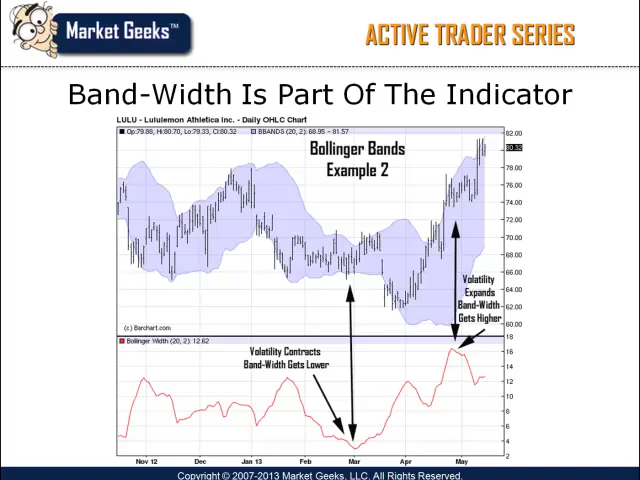 Market Geeks™
ACTIVE TRADER SERIES
Band-Width Is Part Of The Indicator
LULU - Lululemon Athletica Inc. - Daily OHLC Chart
Op:79.86, Hi:80.70, Lo:79.33, Cl:80.32 BBANDS (20, 2): 68.95 - 81.57
Bollinger Bands
Example 2
82.00
80.32
78.00
76.00
74.00
72.00
70.00
68.00
66.00
64.00
62.00
60.00
Volatility
Expands
Band-Width
Gets Higher
(c) Barchart.com
Bollinger Width (20, 2): 12.62
Volatility Contracts
Band-Width Gets Lower
18
16
14
12
10
8
6
4
2
Nov 12 Dec Jan 13 Feb Mar Apr May
Copyright © 2007-2013 Market Geeks, LLC. All Rights Reserved.